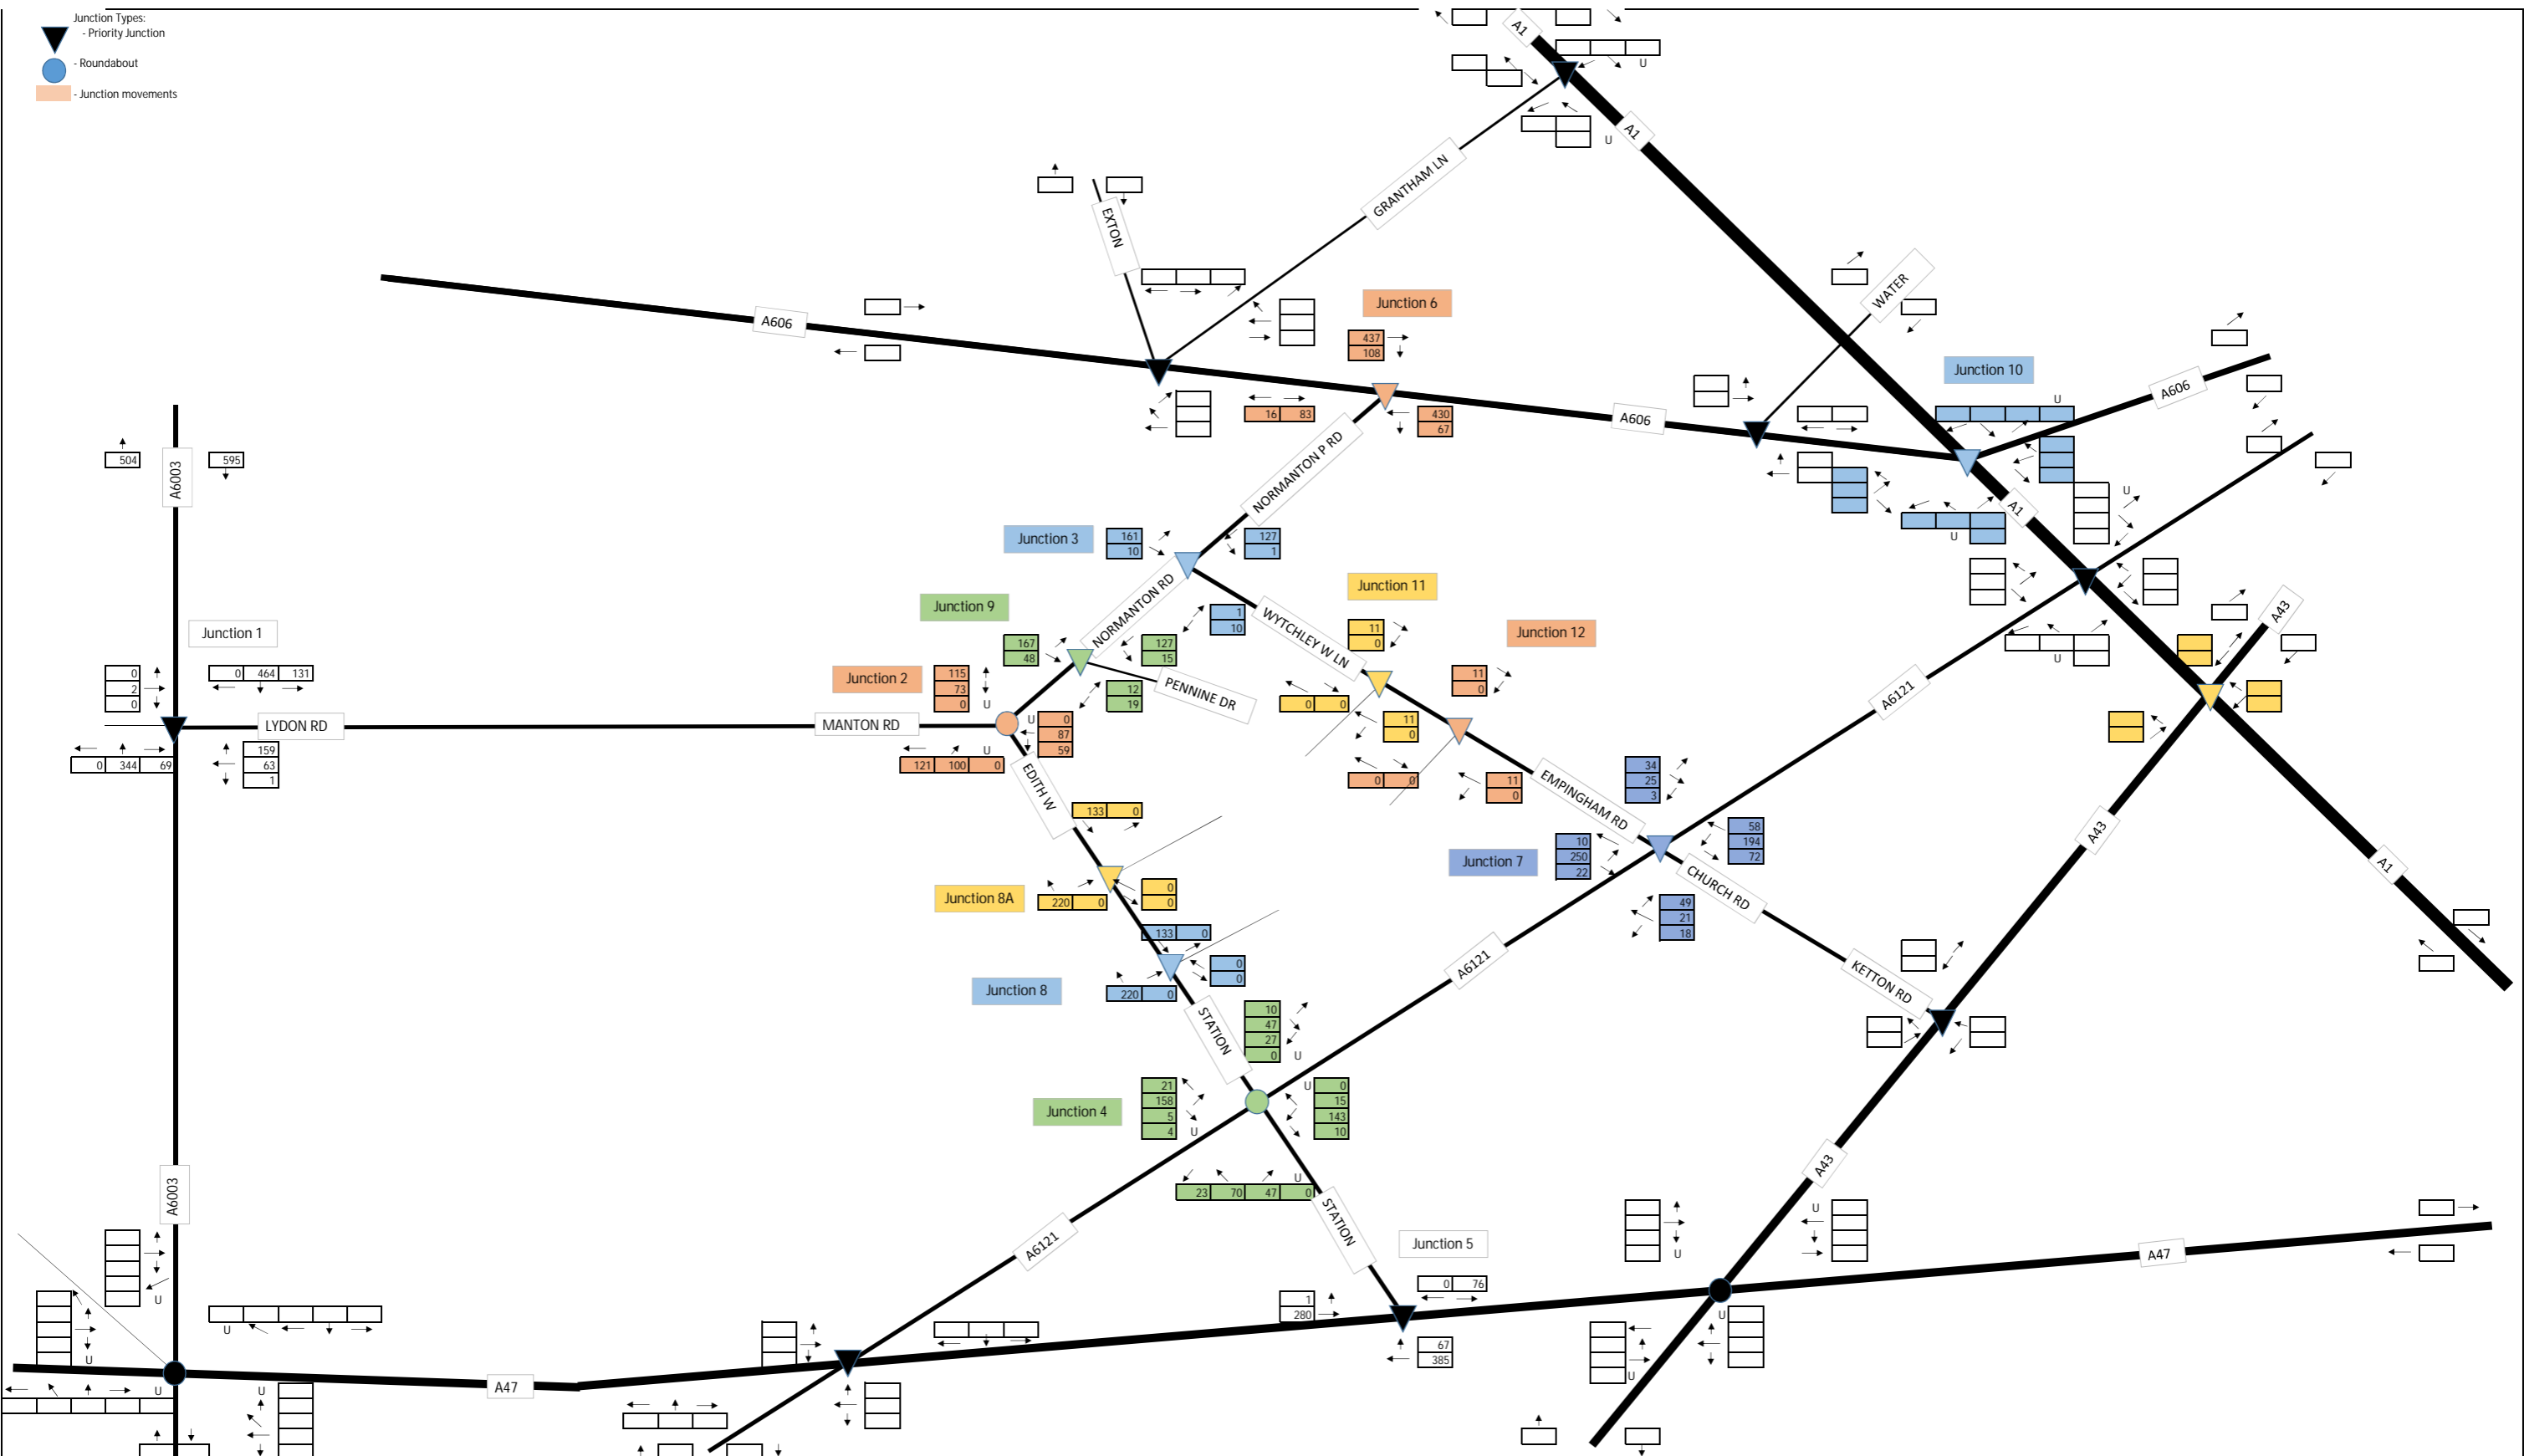 Junction Types:
- Priority Junction
- Roundabout
- Junction movements
A1
U
A1
U
GRANTHAM LN
EXTON
WATER
A606
Junction 6
437
108
16 83
430
67
A606
Junction 10
U
A606
504
595
A6003
NORMANTON P RD
Junction 3
161
10
127
1
U
A1
U
Junction 9
NORMANTON RD
1
10
WYTCHLEY W LN
Junction 11
11
0
Junction 12
A43
Junction 1
167
48
127
15
U
0
2
0
0 464 131
Junction 2
115
73
0
U
12
19
PENNINE DR
0 0
11
0
11
0
A6121
LYDON RD
MANTON RD
U
0
87
59
11
0
0 344 69
159
63
1
121 100 0
U
EDITH W
0 0
11
0
EMPINGHAM RD
34
25
3
133 0
Junction 7
10
250
22
58
194
72
A43
A1
Junction 8A
220 0
0
0
CHURCH RD
49
21
18
133 0
Junction 8
220 0
0
0
A6121
KETTON RD
STATION
10
47
27
0
U
Junction 4
21
158
5
4
U
U
0
15
143
10
23 70 47 0
U
A6003
STATION
A6121
Junction 5
A43
U
U
A47
0 76
1
280
67
385
U
U
U
U
U
A47
U
U